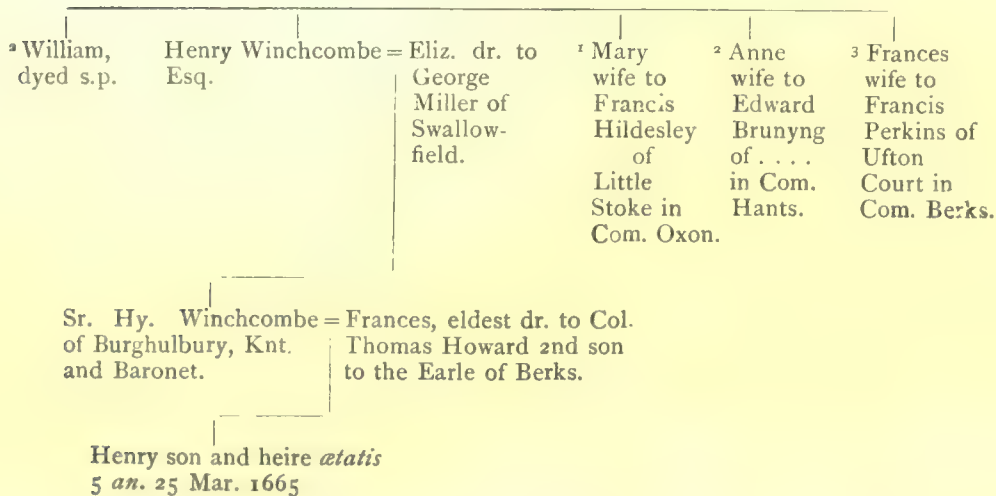 ² William,
dyed s.p.
Henry Winchcombe = Eliz. dr. to
Esq.
George
Miller of
Swallow-
field.
¹ Mary
wife to
Francis
Hildesley
of
Little
Stoke in
Com. Oxon.
² Anne
wife to
Edward
Brunyng
of . . . .
in Com.
Hants.
³ Frances
wife to
Francis
Perkins of
Ufton
Court in
Com. Berks.
Sr. Hy. Winchcombe = Frances, eldest dr. to Col.
of Burghulbury, Knt.
and Baronet.
Thomas Howard 2nd son
to the Earle of Berks.
Henry son and heire ætatis
5 an. 25 Mar. 1665